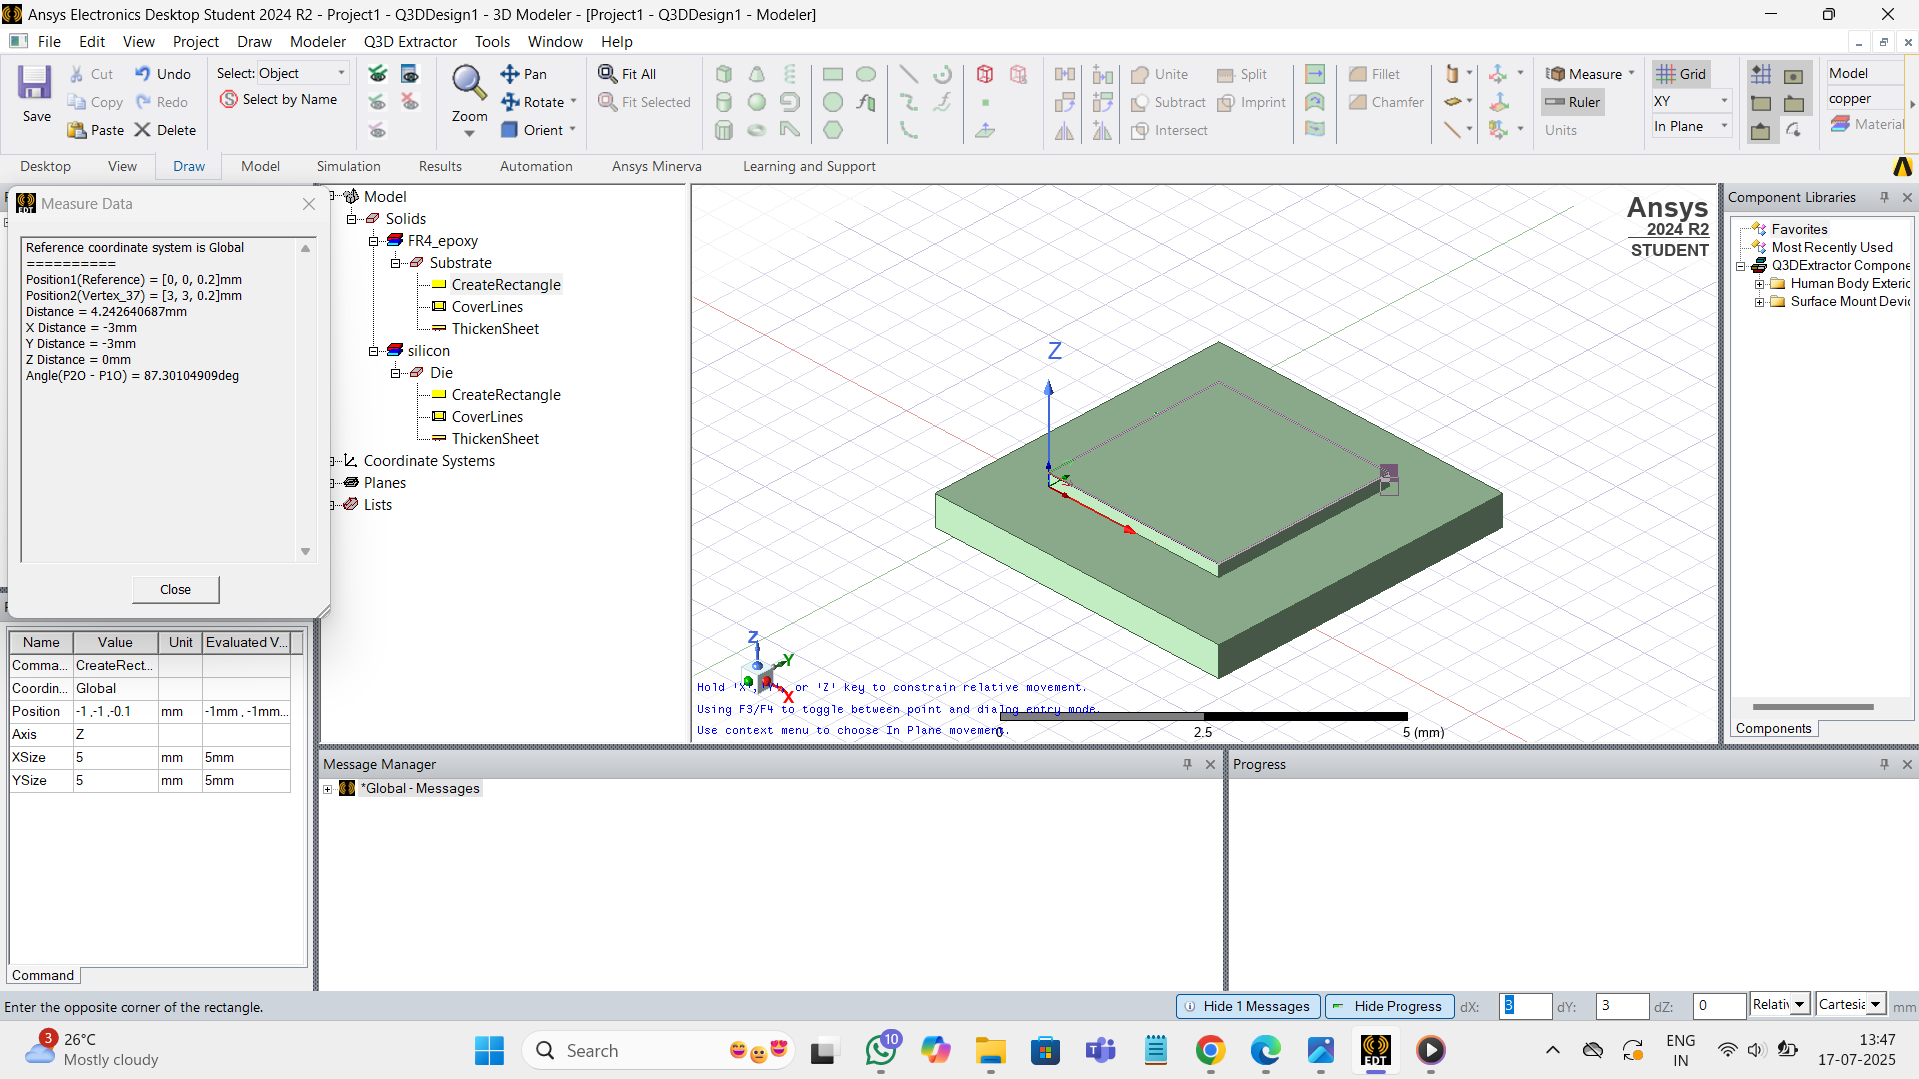 Ansys Electronics Desktop Student 2024 R2 - Project1 - Q3DDesign1 - 3D Modeler - [Project1 - Q3DDesign1 - Modeler]
File Edit View Project Draw Modeler Q3D Extractor Tools Window Help
Save
Cut
Copy
Paste
Undo
Redo
Delete
Select: Object
Select by Name
Zoom
Pan
Rotate
Orient
Fit All
Fit Selected
Unite
Subtract
Intersect
Split
Imprint
Fillet
Chamfer
Measure
Ruler
Units
Grid
XY
In Plane
Model
copper
Material
Desktop View Draw Model Simulation Results Automation Ansys Minerva Learning and Support
EDT
Measure Data
Reference coordinate system is Global
==========
Position1(Reference) = [0, 0, 0.2]mm
Position2(Vertex_37) = [3, 3, 0.2]mm
Distance = 4.242640687mm
X Distance = -3mm
Y Distance = -3mm
Z Distance = 0mm
Angle(P2O - P1O) = 87.30104909deg
Close
Name Value Unit Evaluated V...
Comma... CreateRect...
Coordin... Global
Position -1 ,-1 ,-0.1 mm -1mm , -1mm...
Axis Z
XSize 5 mm 5mm
YSize 5 mm 5mm
Command
Model
Solids
FR4_epoxy
Substrate
CreateRectangle
CoverLines
ThickenSheet
silicon
Die
CreateRectangle
CoverLines
ThickenSheet
Coordinate Systems
Planes
Lists
Ansys
2024 R2
STUDENT
Z
Z
Y
X
Hold 'X', 'Y', or 'Z' key to constrain relative movement.
Using F3/F4 to toggle between point and dialog entry mode.
Use context menu to choose In Plane movement.
0 2.5 5 (mm)
Component Libraries
Favorites
Most Recently Used
Q3DExtractor Compone
Human Body Exteric
Surface Mount Devi
Components
Message Manager
*Global - Messages
Progress
Enter the opposite corner of the rectangle.
Hide 1 Messages
Hide Progress
dX: 3 dY: 3 dZ: 0 Relativ Cartesia mm
3
26°C
Mostly cloudy
Search
10
EDT
ENG
IN
13:47
17-07-2025